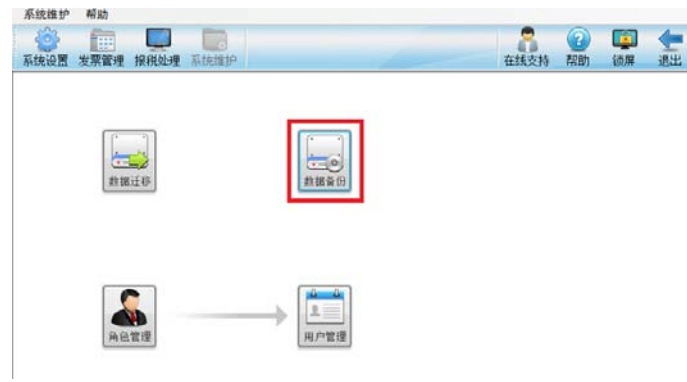 系统维护 帮助
系统设置 发票管理 报税处理 系统维护 在线支持 帮助 锁屏 退出
数据迁移 数据备份
角色管理 用户管理